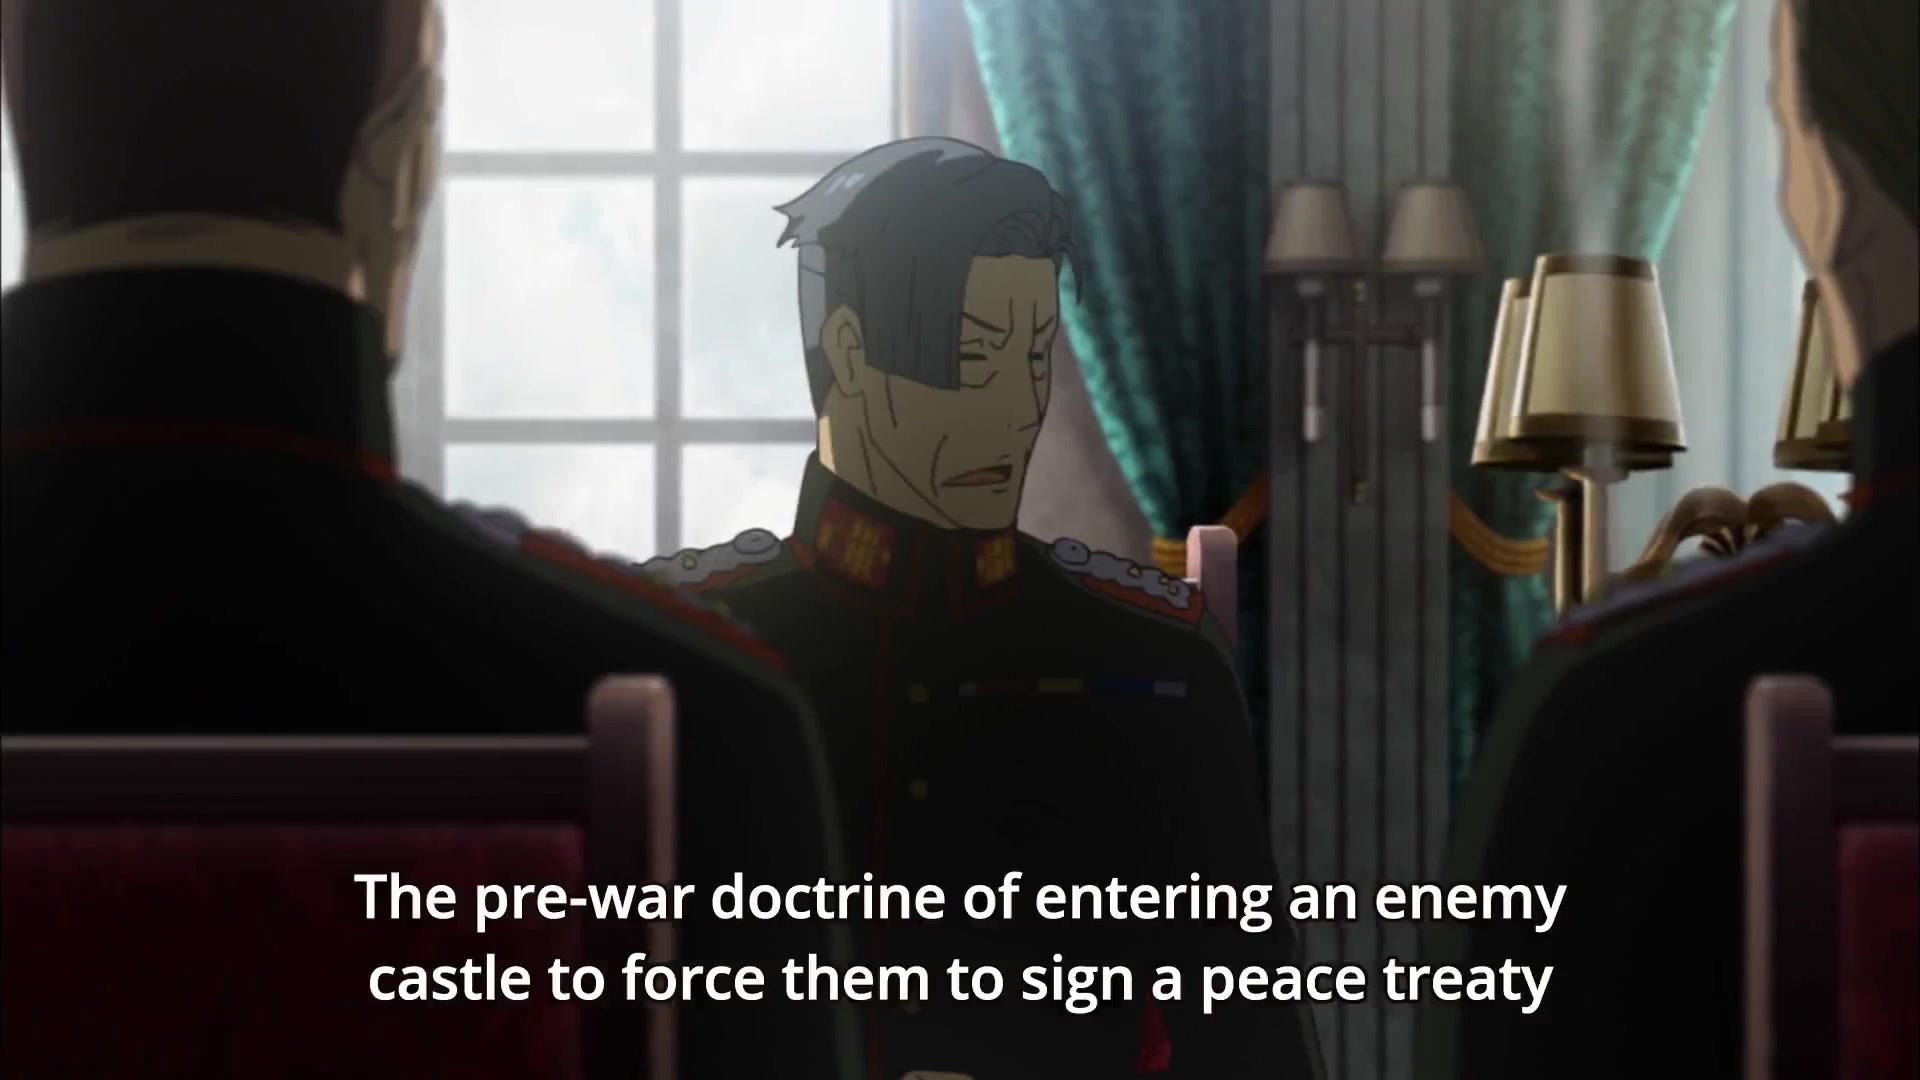 The pre-war doctrine of entering an enemy
castle to force them to sign a peace treaty